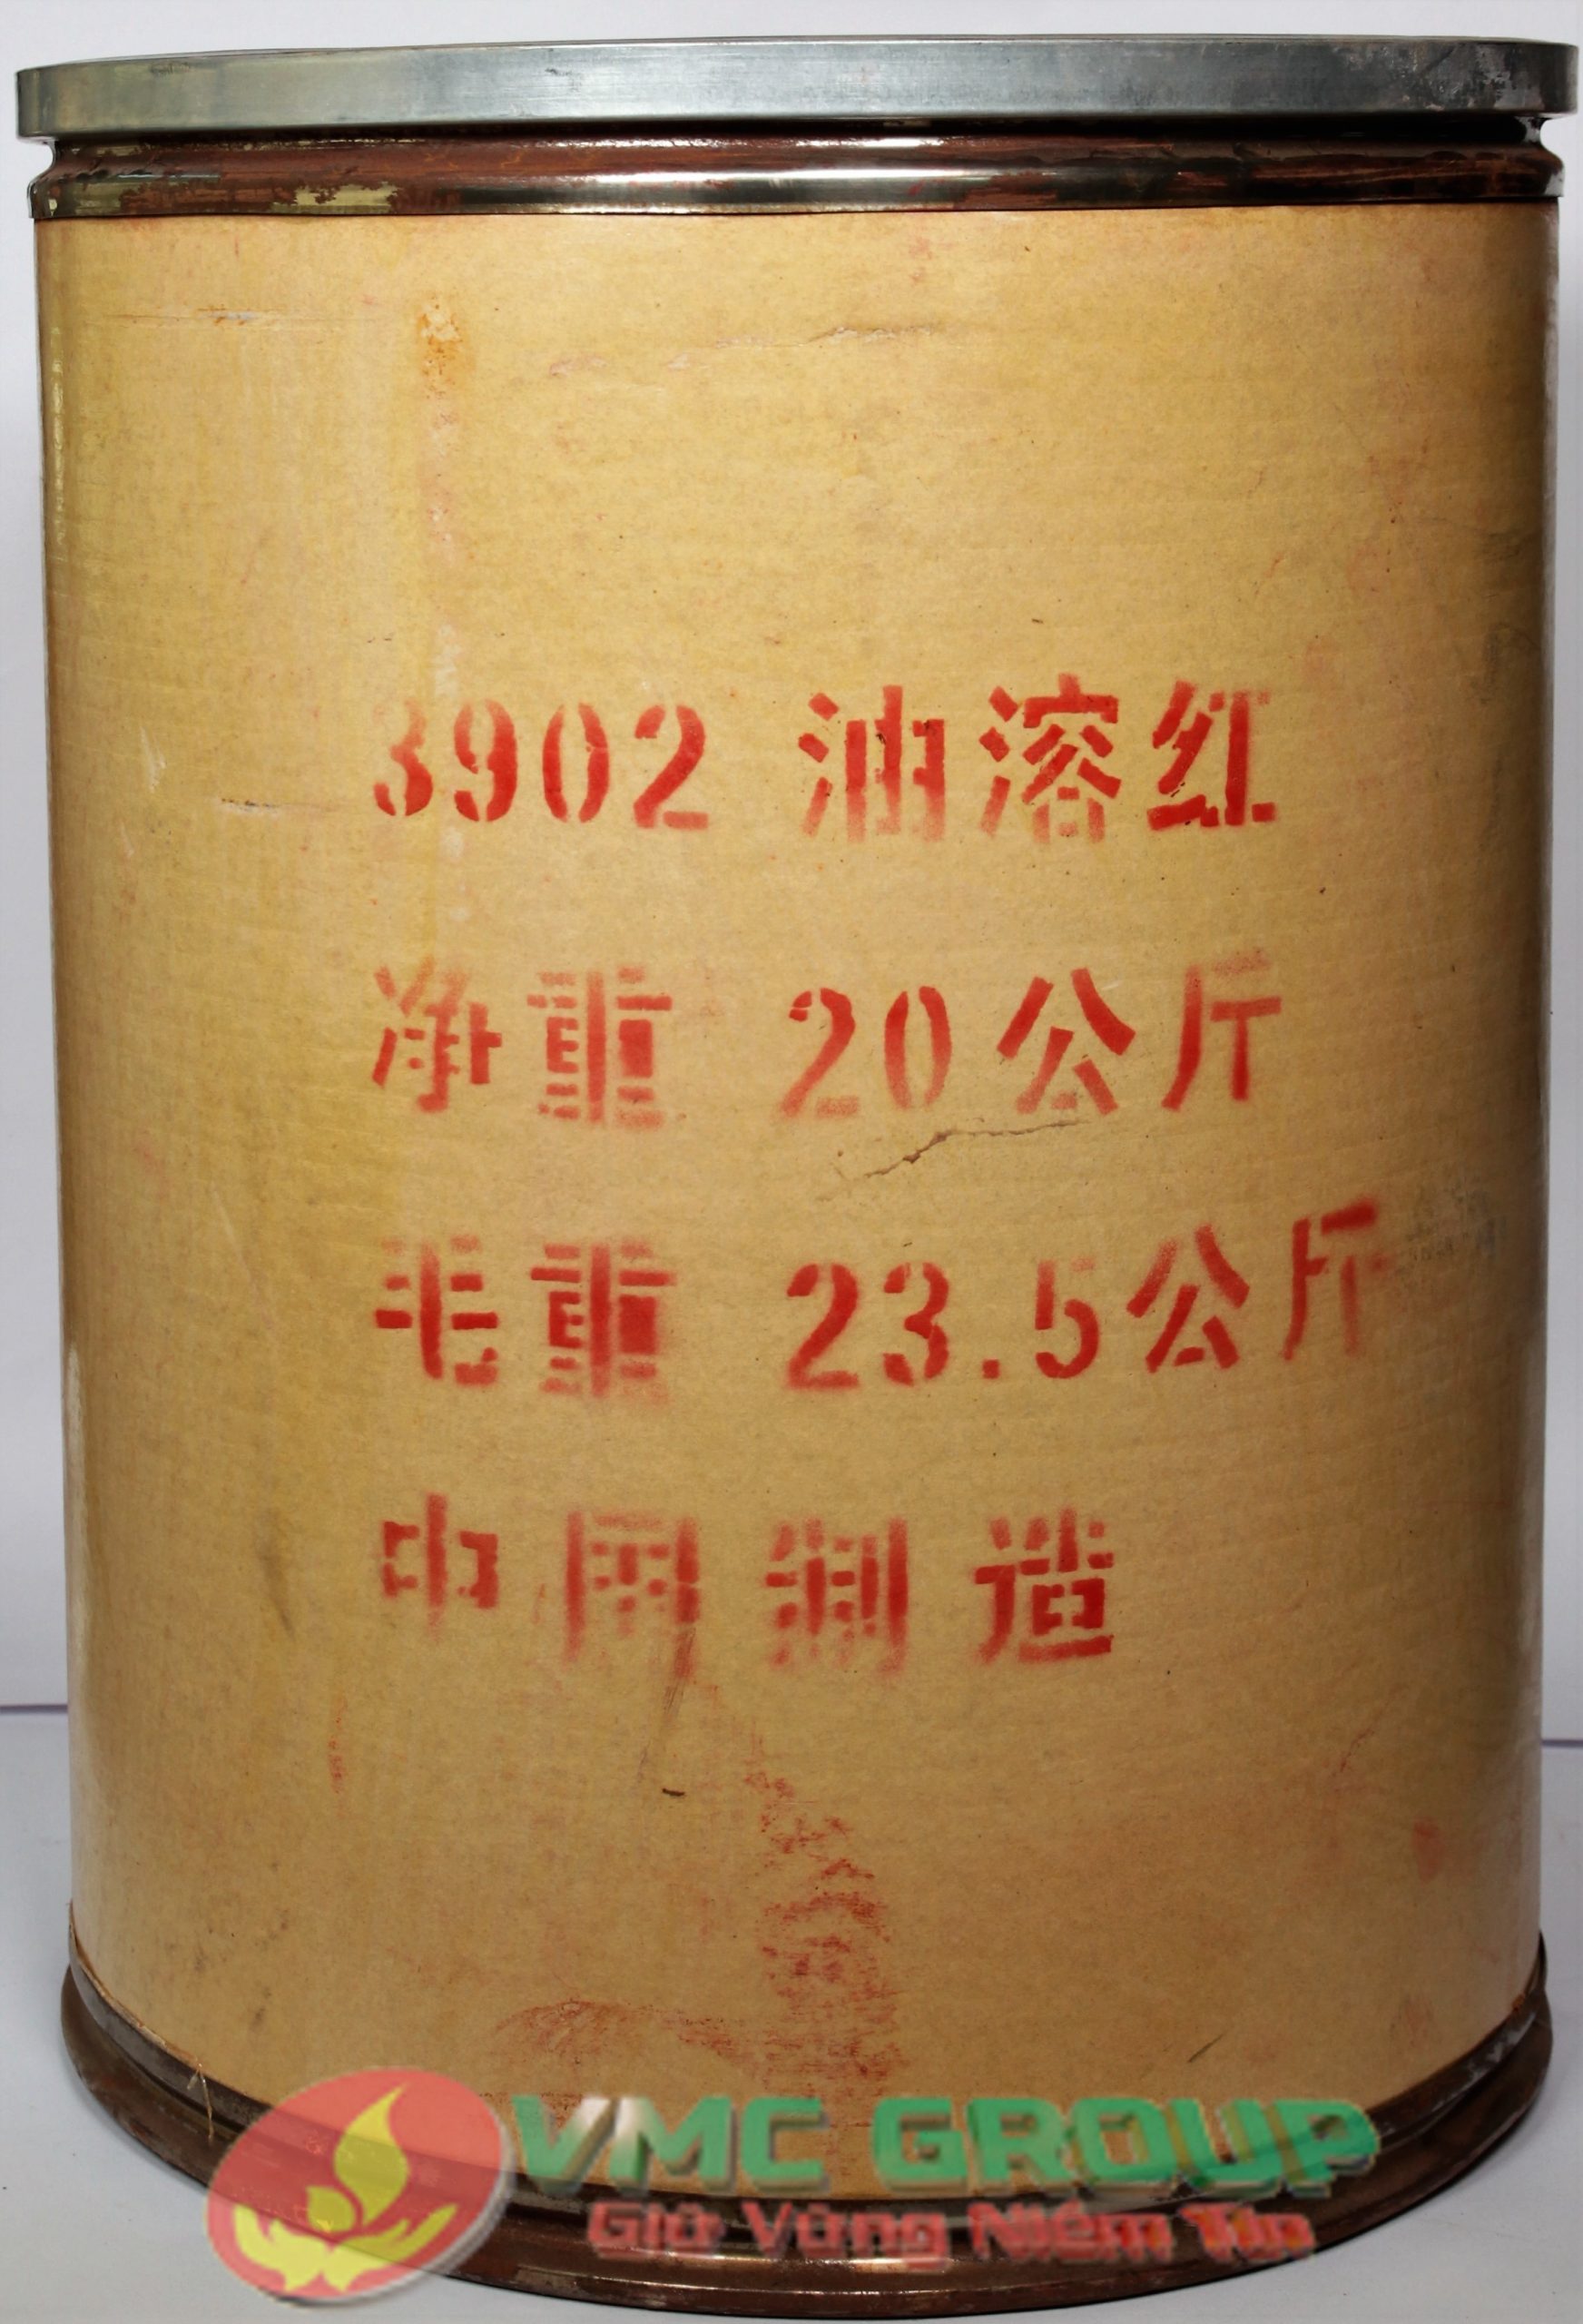 3902 油溶红
净重 20公斤
毛重 23.5公斤
中国制造
VMC GROUP
Giữ Vững Niềm Tin